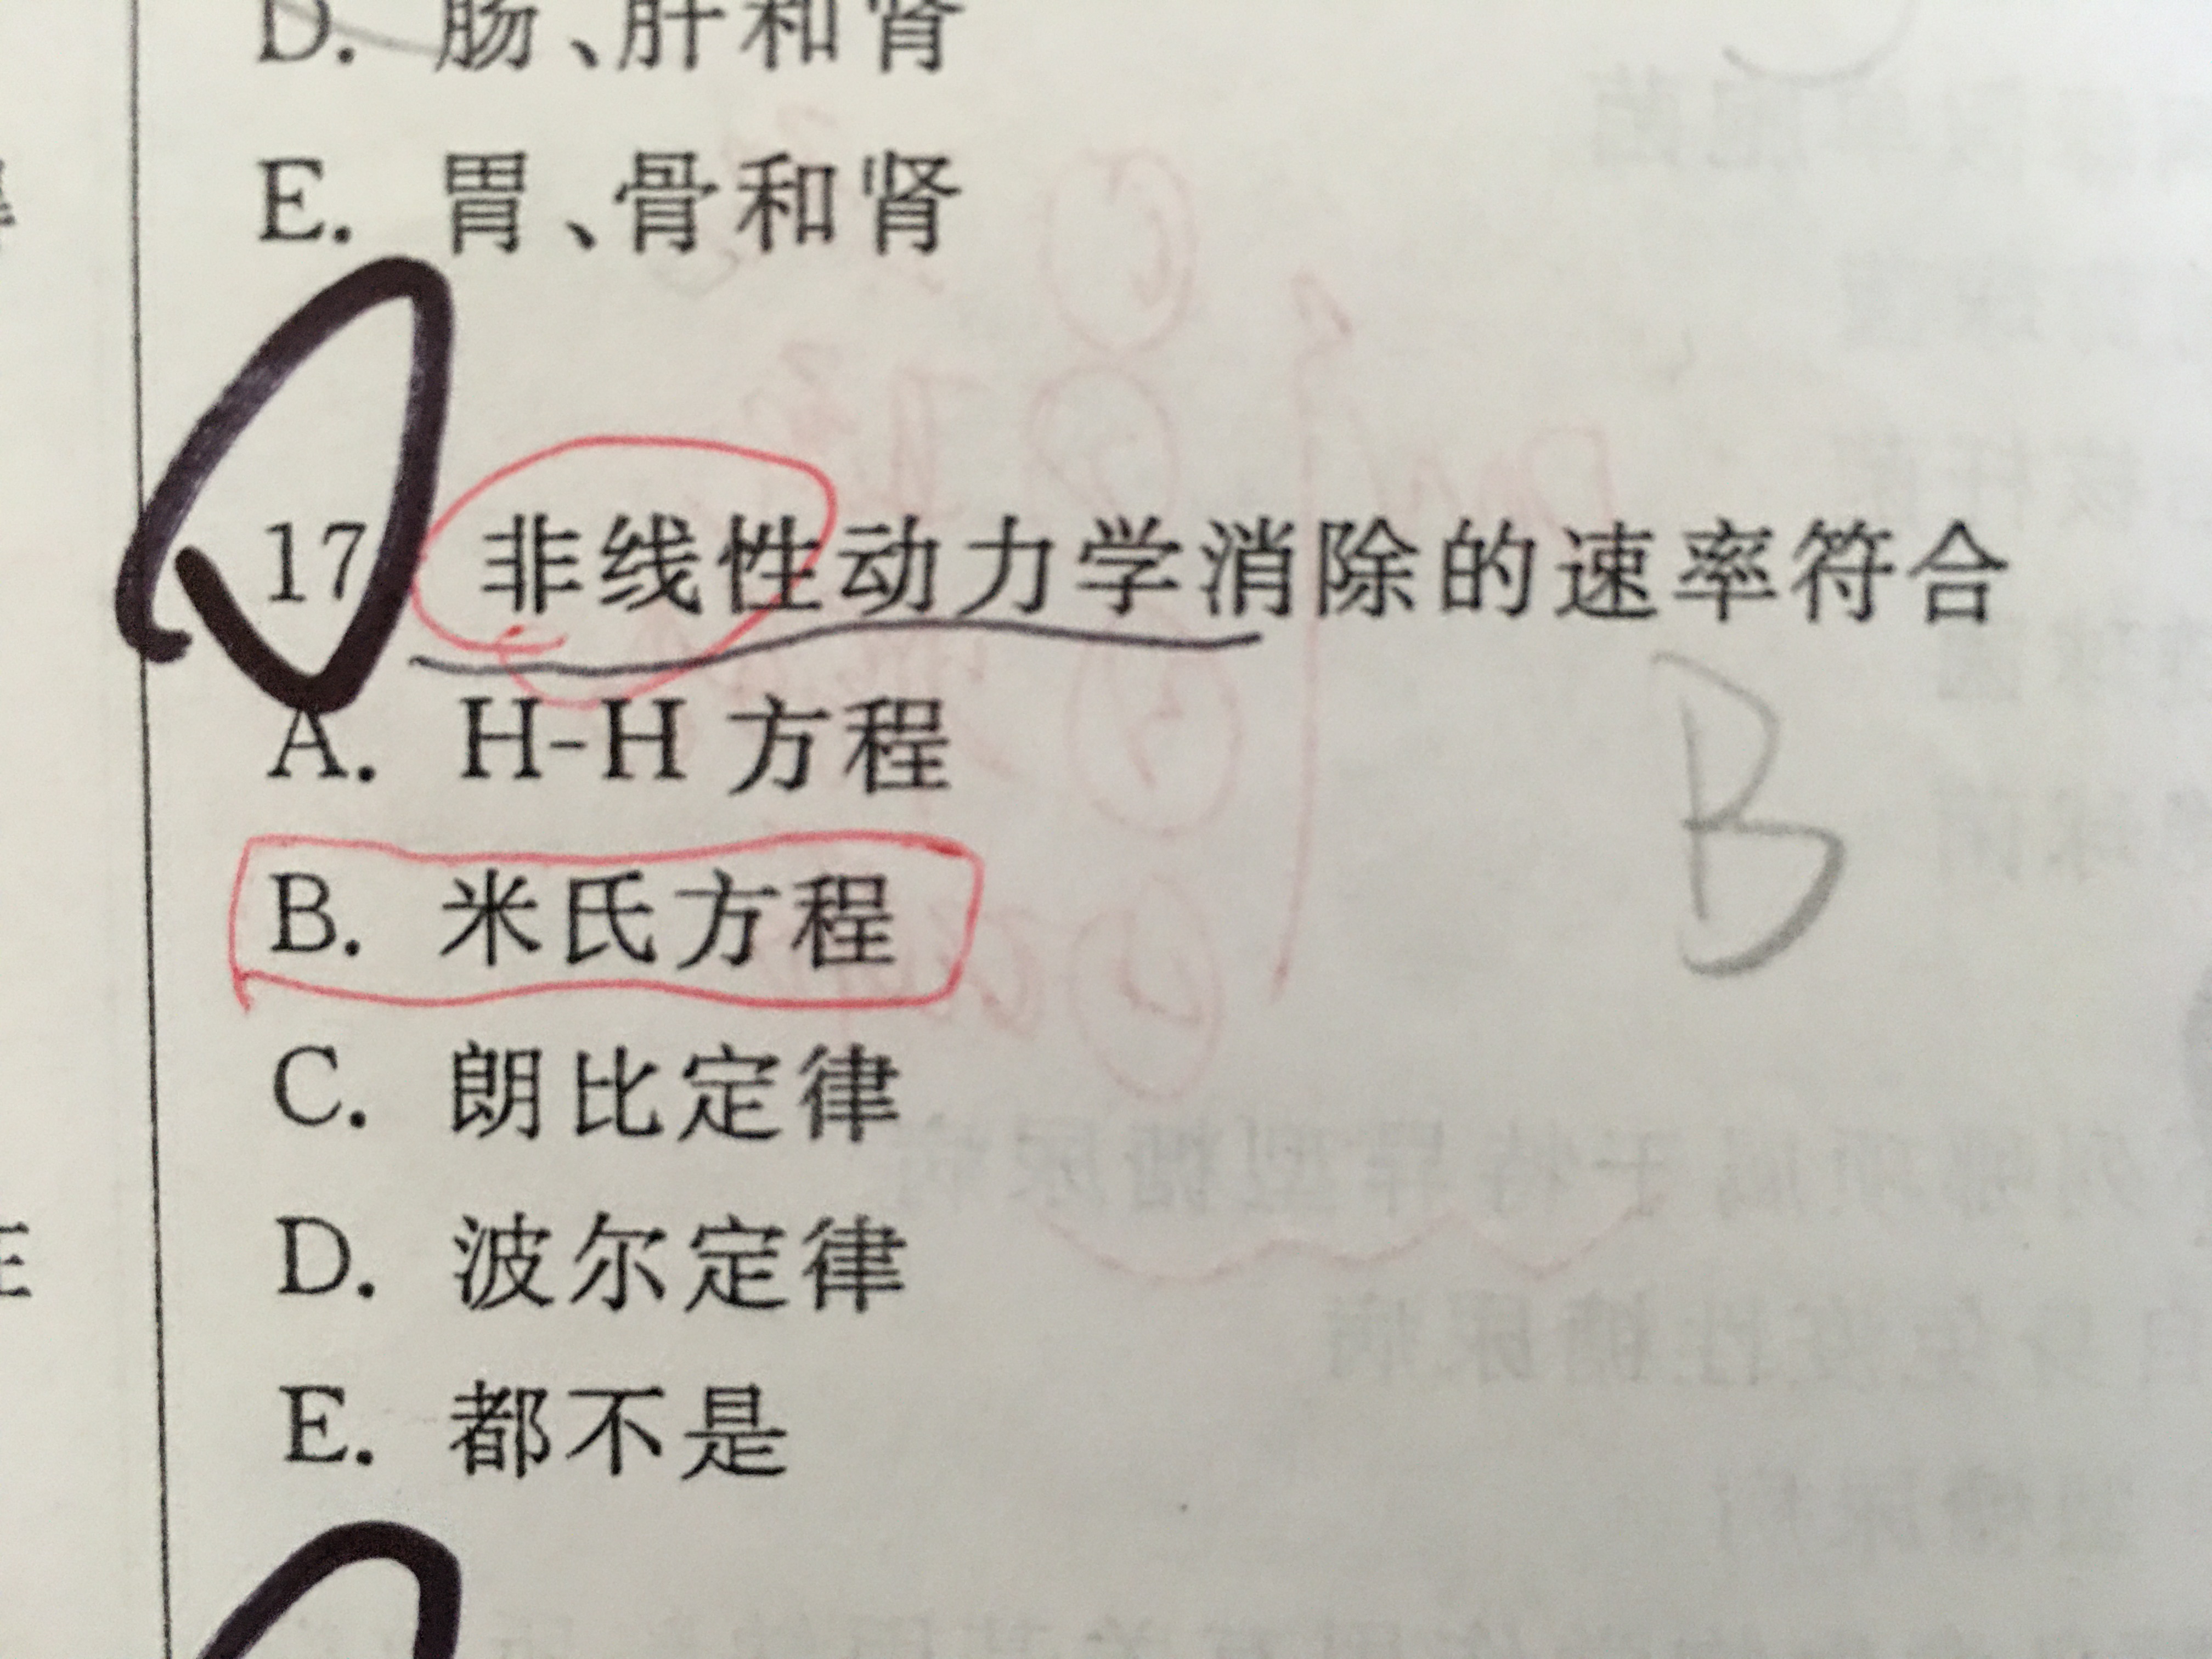 D. 肠、肝和肾
E. 胃、骨和肾
17 非线性动力学消除的速率符合
A. H-H 方程
B. 米氏方程
B
C. 朗比定律
D. 波尔定律
E. 都不是